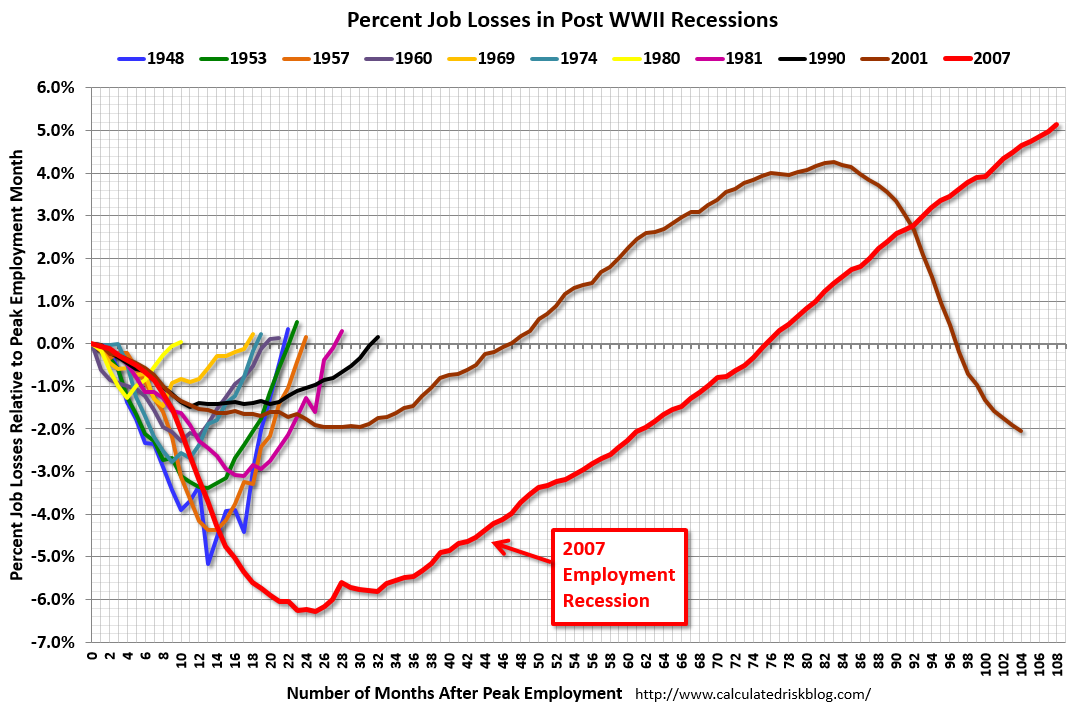 Percent Job Losses in Post WWII Recessions
1948 1953 1957 1960 1969 1974 1980 1981 1990 2001 2007
Percent Job Losses Relative to Peak Employment Month
6.0%
5.0%
4.0%
3.0%
2.0%
1.0%
0.0%
-1.0%
-2.0%
-3.0%
-4.0%
-5.0%
-6.0%
-7.0%
2007
Employment
Recession
0 2 4 6 8 10 12 14 16 18 20 22 24 26 28 30 32 34 36 38 40 42 44 46 48 50 52 54 56 58 60 62 64 66 68 70 72 74 76 78 80 82 84 86 88 90 92 94 96 98 100 102 104 106 108
Number of Months After Peak Employment http://www.calculatedriskblog.com/